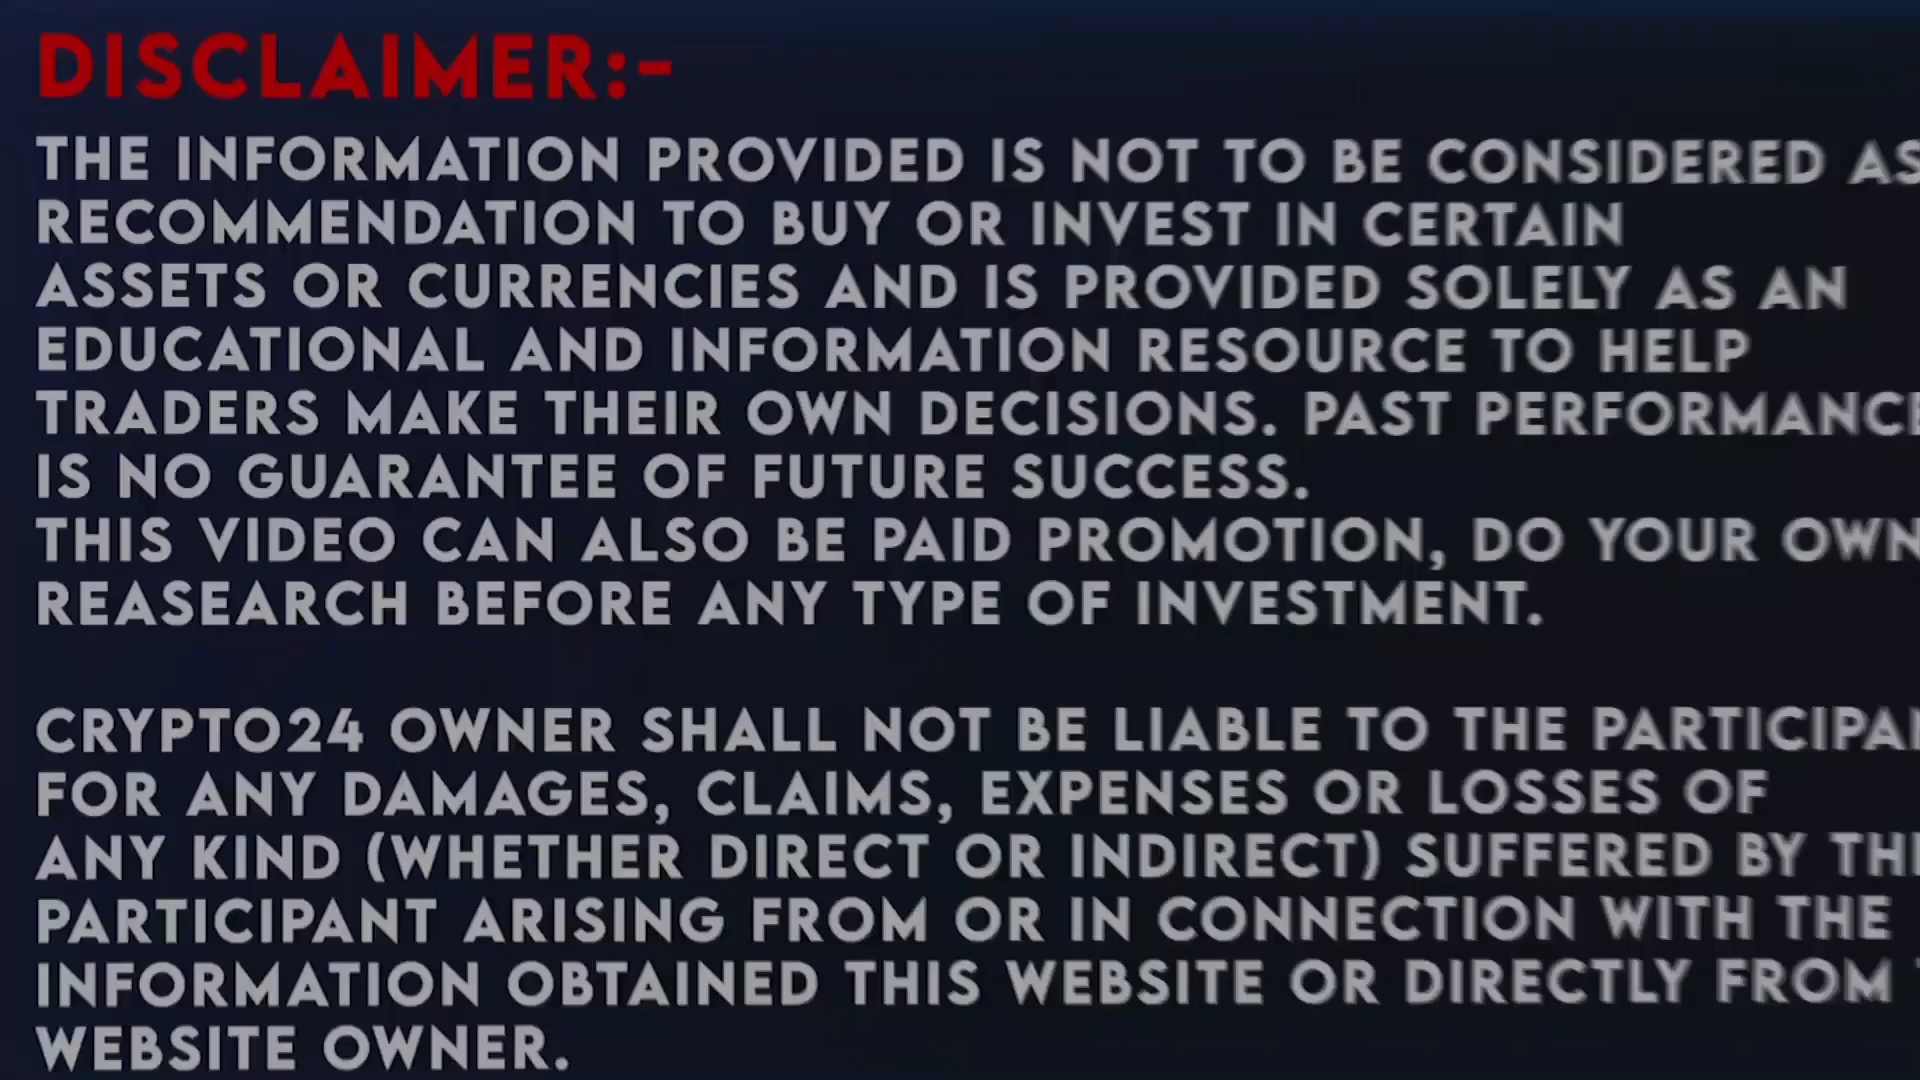 DISCLAIMER:-
THE INFORMATION PROVIDED IS NOT TO BE CONSIDERED AS
RECOMMENDATION TO BUY OR INVEST IN CERTAIN
ASSETS OR CURRENCIES AND IS PROVIDED SOLELY AS AN
EDUCATIONAL AND INFORMATION RESOURCE TO HELP
TRADERS MAKE THEIR OWN DECISIONS. PAST PERFORMANCE
IS NO GUARANTEE OF FUTURE SUCCESS.
THIS VIDEO CAN ALSO BE PAID PROMOTION, DO YOUR OWN
REASEARCH BEFORE ANY TYPE OF INVESTMENT.
CRYPTO24 OWNER SHALL NOT BE LIABLE TO THE
FOR ANY DAMAGES, CLAIMS, EXPENSES OR LOSSES OF
ANY KIND (WHETHER DIRECT OR INDIRECT) SUFFERED BY
PARTICIPANT ARISING FROM OR IN CONNECTION WITH THE
INFORMATION OBTAINED THIS WEBSITE OR DIRECTLY FROM
WEBSITE OWNER.